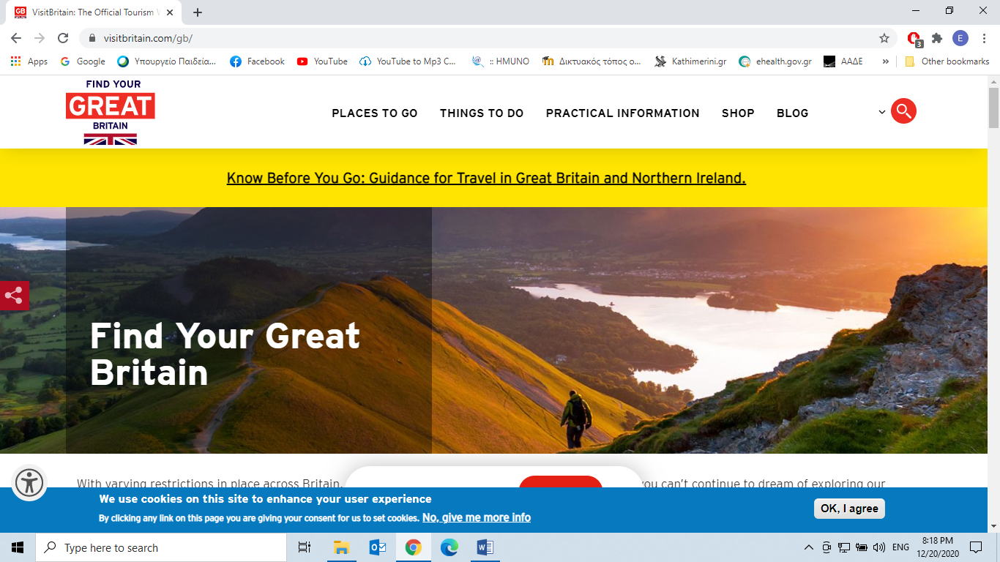 VisitBritain: The Official Tourism W
visitbritain.com/gb/
3
E
Apps
Google
Υπουργείο Παιδεία...
Facebook
YouTube
YouTube to Mp3 C...
:: HMUNO
Δικτυακός τόπος ο...
Kathimerini.gr
ehealth.gov.gr
ΑΑΔΕ
»
Other bookmarks
FIND YOUR
GREAT
BRITAIN
PLACES TO GO
THINGS TO DO
PRACTICAL INFORMATION
SHOP
BLOG
Know Before You Go: Guidance for Travel in Great Britain and Northern Ireland.
Find Your Great
Britain
With varying restrictions in place across Britain, you can't continue to dream of exploring our
We use cookies on this site to enhance your user experience
By clicking any link on this page you are giving your consent for us to set cookies. No, give me more info
OK, I agree
Type here to search
ENG
8:18 PM
12/20/2020